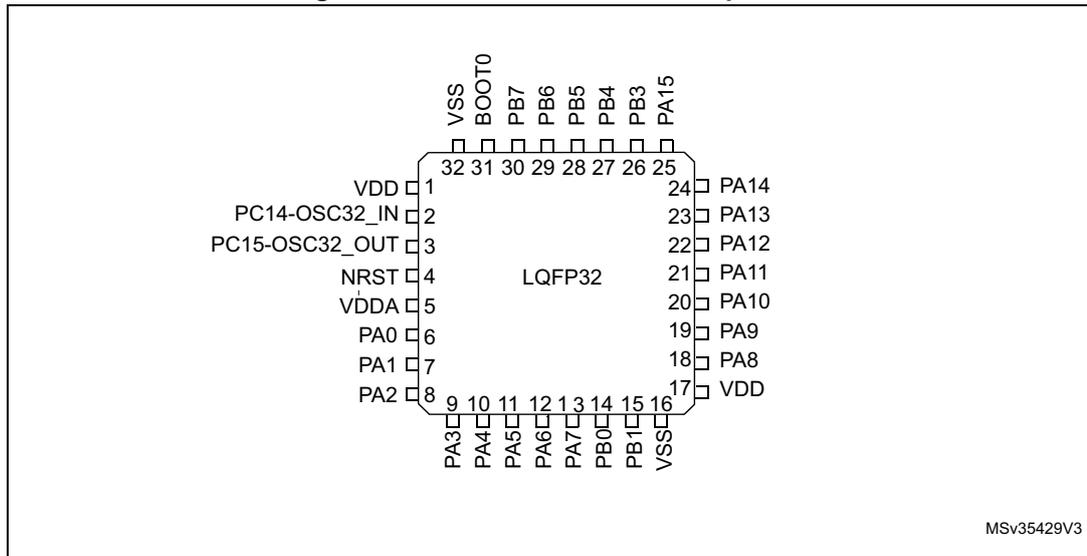 VSS
BOOT0
PB7
PB6
PB5
PB4
PB3
PA15
32 31 30 29 28 27 26 25
VDD 1
PC14-OSC32_IN 2
PC15-OSC32_OUT 3
NRST 4
VDDA 5
PA0 6
PA1 7
PA2 8
LQFP32
24 PA14
23 PA13
22 PA12
21 PA11
20 PA10
19 PA9
18 PA8
17 VDD
9 10 11 12 13 14 15 16
PA3
PA4
PA5
PA6
PA7
PB0
PB1
VSS
MSv35429V3